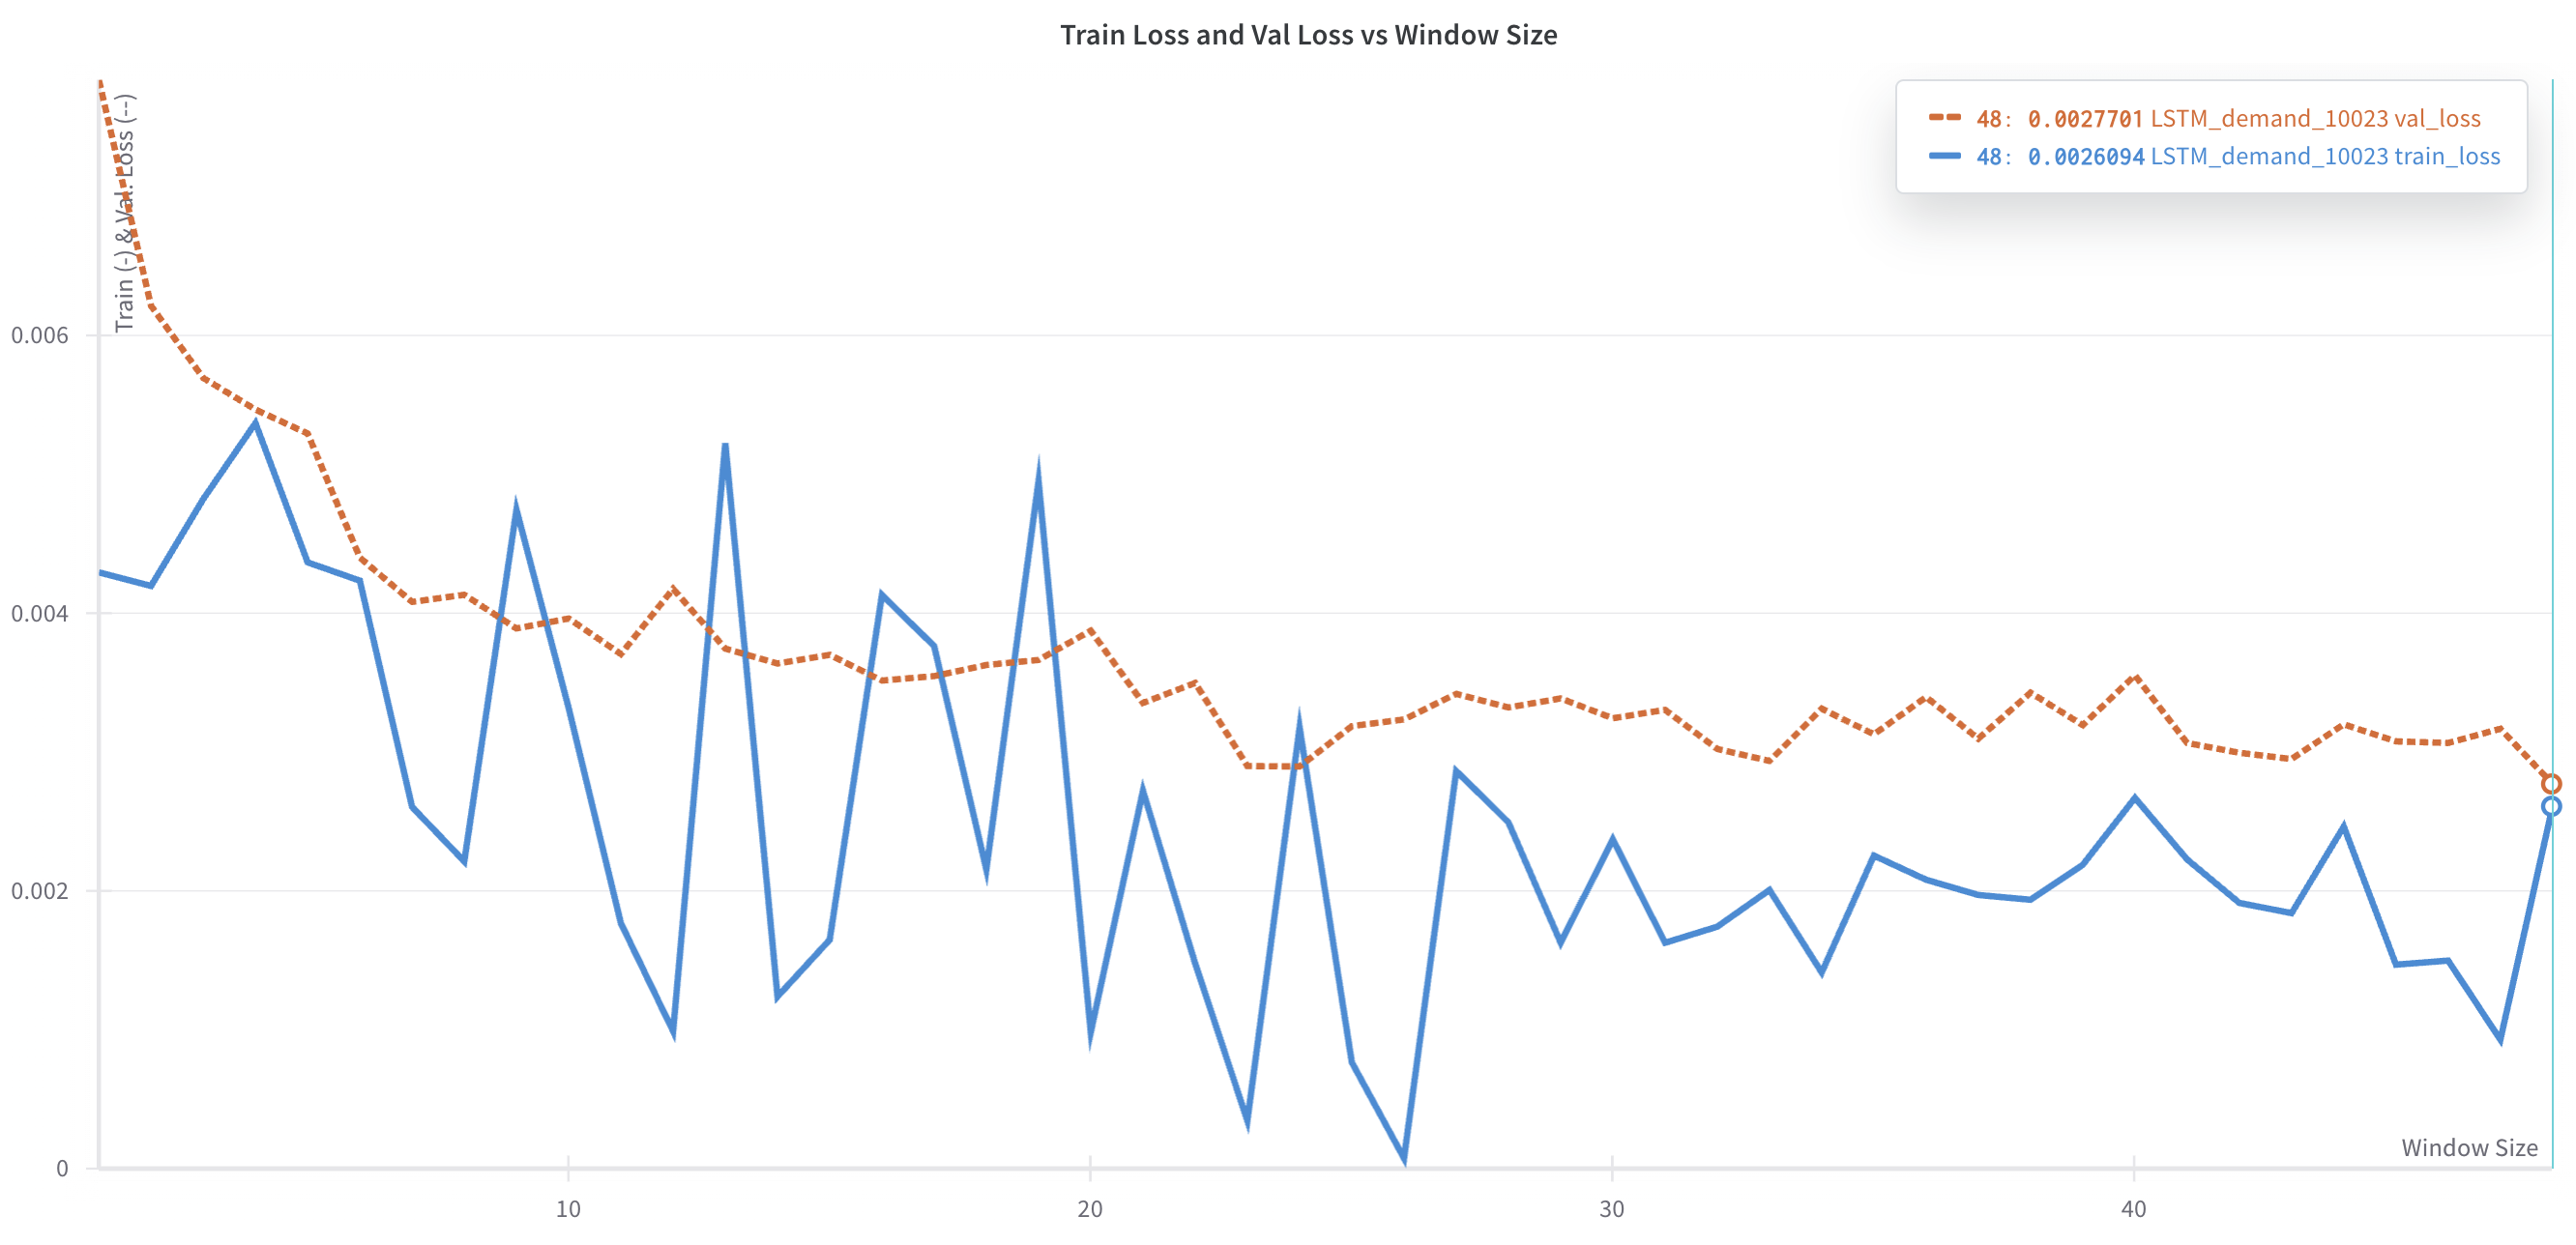 Train Loss and Val Loss vs Window Size
48: 0.0027701 LSTM_demand_10023 val_loss
48: 0.0026094 LSTM_demand_10023 train_loss
Train (-) & Val. Loss (--)
0.006
0.004
0.002
0
Window Size
10 20 30 40